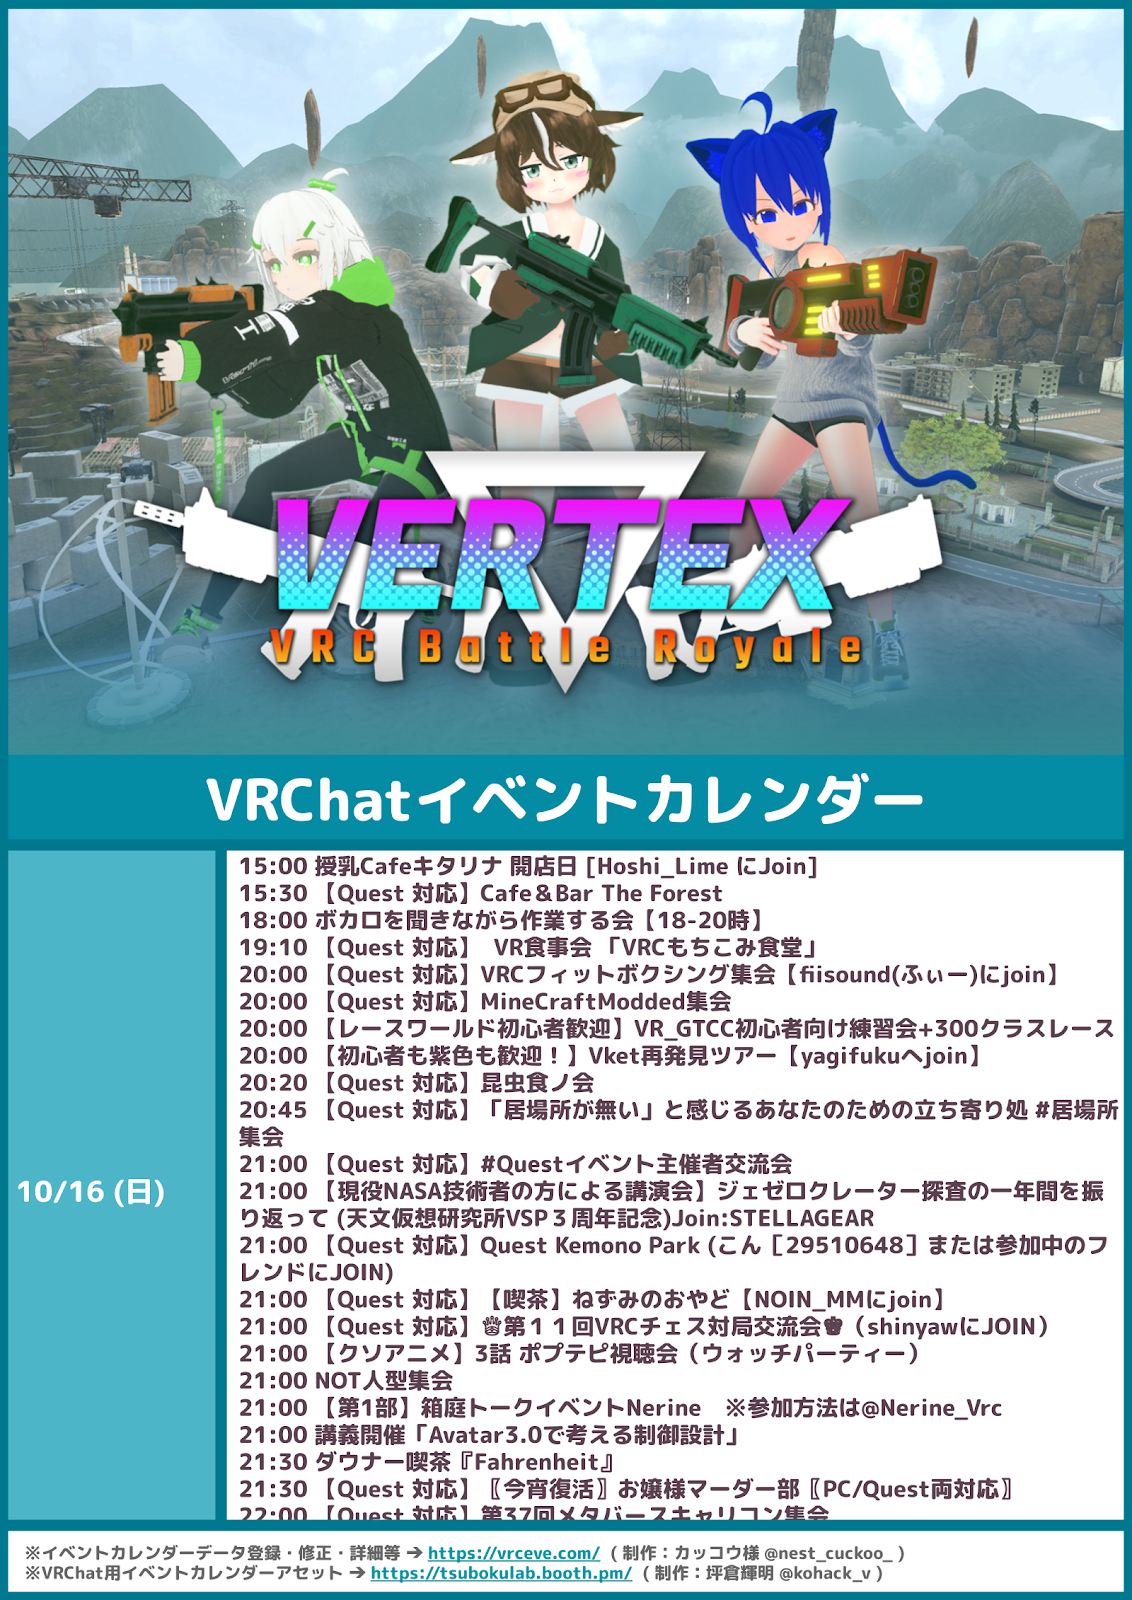 VERTEX
VRC Battle Royale
VRChatイベントカレンダー
10/16 (日)
15:00 授乳Cafeキタリナ 開店日 [Hoshi_Lime にJoin]
15:30 【Quest 対応】Cafe＆Bar The Forest
18:00 ボカロを聞きながら作業する会【18-20時】
19:10 【Quest 対応】 VR食事会 「VRCもちこみ食堂」
20:00 【Quest 対応】VRCフィットボクシング集会【fiisound(ふぃー)にjoin】
20:00 【Quest 対応】MineCraftModded集会
20:00 【レースワールド初心者歓迎】VR_GTCC初心者向け練習会+300クラスレース
20:00 【初心者も紫色も歓迎！】Vket再発見ツアー【yagifukuへjoin】
20:20 【Quest 対応】昆虫食ノ会
20:45 【Quest 対応】「居場所が無い」と感じるあなたのための立ち寄り処 #居場所
集会
21:00 【Quest 対応】#Questイベント主催者交流会
21:00 【現役NASA技術者の方による講演会】ジェゼロクレーター探査の一年間を振
り返って (天文仮想研究所VSP３周年記念)Join:STELLAGEAR
21:00 【Quest 対応】Quest Kemono Park (こん［29510648］または参加中のフ
レンドにJOIN)
21:00 【Quest 対応】【喫茶】ねずみのおやど【NOIN_MMにjoin】
21:00 【Quest 対応】♔第１１回VRCチェス対局交流会♚（shinyawにJOIN）
21:00 【クソアニメ】3話 ポプテピ視聴会（ウォッチパーティー）
21:00 NOT人型集会
21:00 【第1部】箱庭トークイベントNerine　※参加方法は@Nerine_Vrc
21:00 講義開催「Avatar3.0で考える制御設計」
21:30 ダウナー喫茶『Fahrenheit』
21:30 【Quest 対応】〖今宵復活〗お嬢様マーダー部〖PC/Quest両対応〗
22:00 【Quest 対応】第37回メタバースキャリコン集会
※イベントカレンダーデータ登録・修正・詳細等 ➔ https://vrceve.com/ ( 制作：カッコウ様 @nest_cuckoo_ )
※VRChat用イベントカレンダーアセット ➔ https://tsubokulab.booth.pm/ ( 制作：坪倉輝明 @kohack_v )